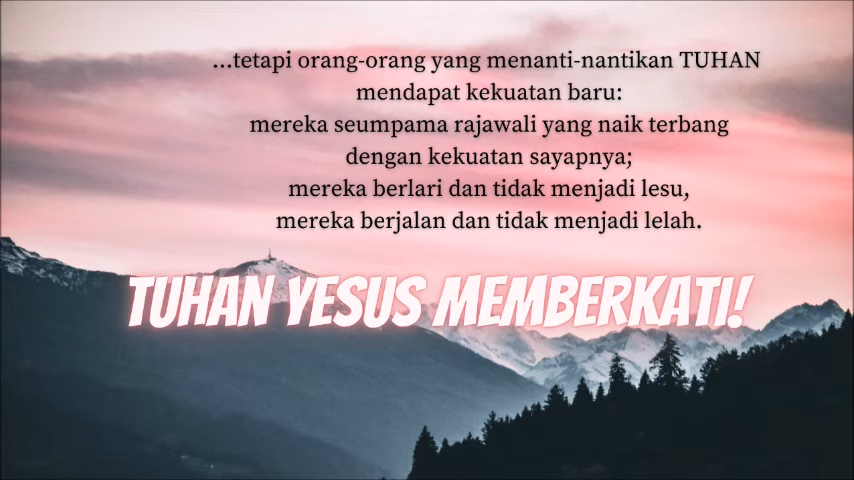 ...tetapi orang-orang yang menanti-nantikan TUHAN
mendapat kekuatan baru:
mereka seumpama rajawali yang naik terbang
dengan kekuatan sayapnya;
mereka berlari dan tidak menjadi lesu,
mereka berjalan dan tidak menjadi lelah.
TUHAN YESUS MEMBERKATI!